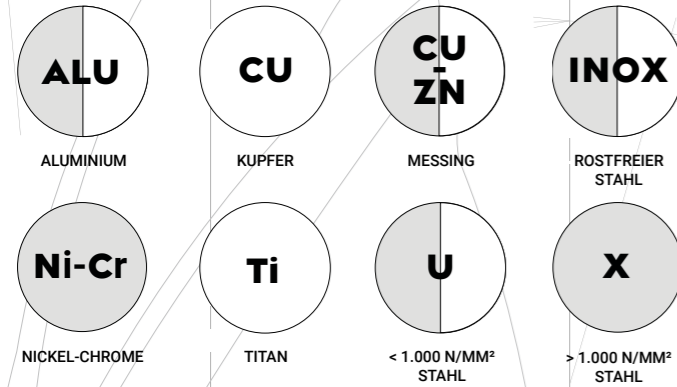 ALU
CU
CU
-
ZN
INOX
ALUMINIUM
KUPFER
MESSING
ROSTFREIER
STAHL
Ni-Cr
Ti
U
X
NICKEL-CHROME
TITAN
< 1.000 N/MM²
STAHL
> 1.000 N/MM²
STAHL